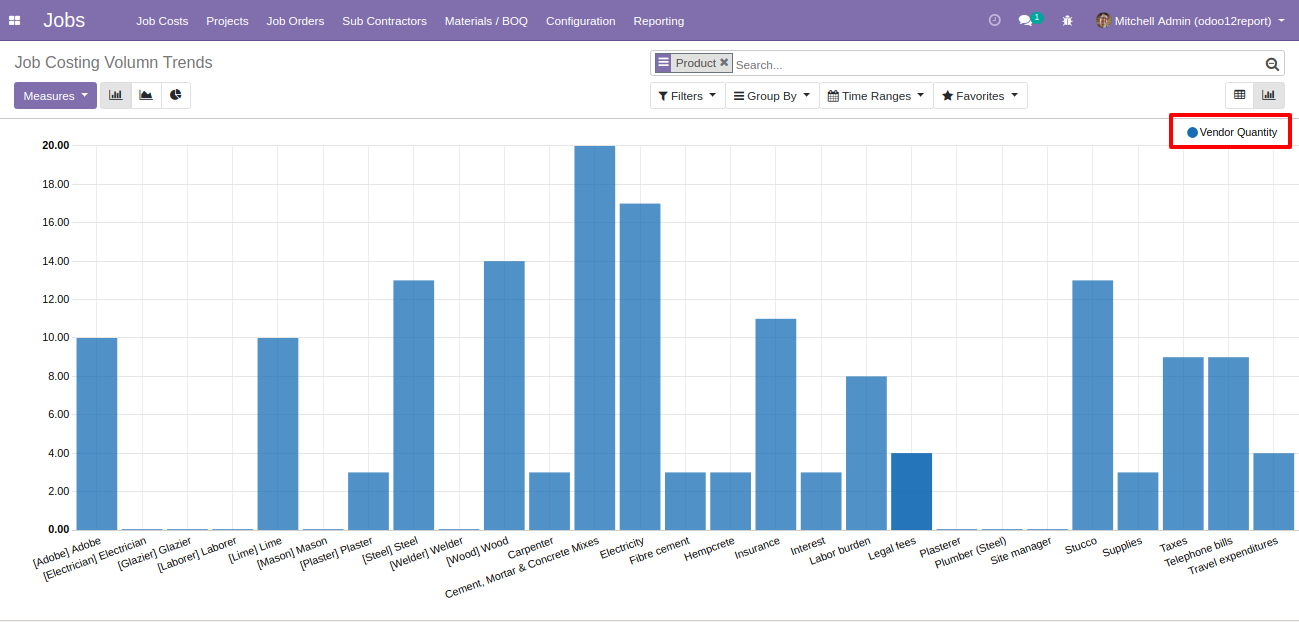 Jobs Job Costs Projects Job Orders Sub Contractors Materials / BOQ Configuration Reporting 1 Mitchell Admin (odoo12report)
Job Costing Volumn Trends
Product Search...
Measures
Filters Group By Time Ranges Favorites
Vendor Quantity
20.00
18.00
16.00
14.00
12.00
10.00
8.00
6.00
4.00
2.00
0.00
[Adobe] Adobe
[Electrician] Electrician
[Glazier] Glazier
[Laborer] Laborer
[Lime] Lime
[Mason] Mason
[Plaster] Plaster
[Steel] Steel
[Welder] Welder
[Wood] Wood
Carpenter
Cement, Mortar & Concrete Mixes
Electricity
Fibre cement
Hempcrete
Insurance
Interest
Labor burden
Legal fees
Plasterer
Plumber (Steel)
Site manager
Stucco
Supplies
Taxes
Telephone bills
Travel expenditures